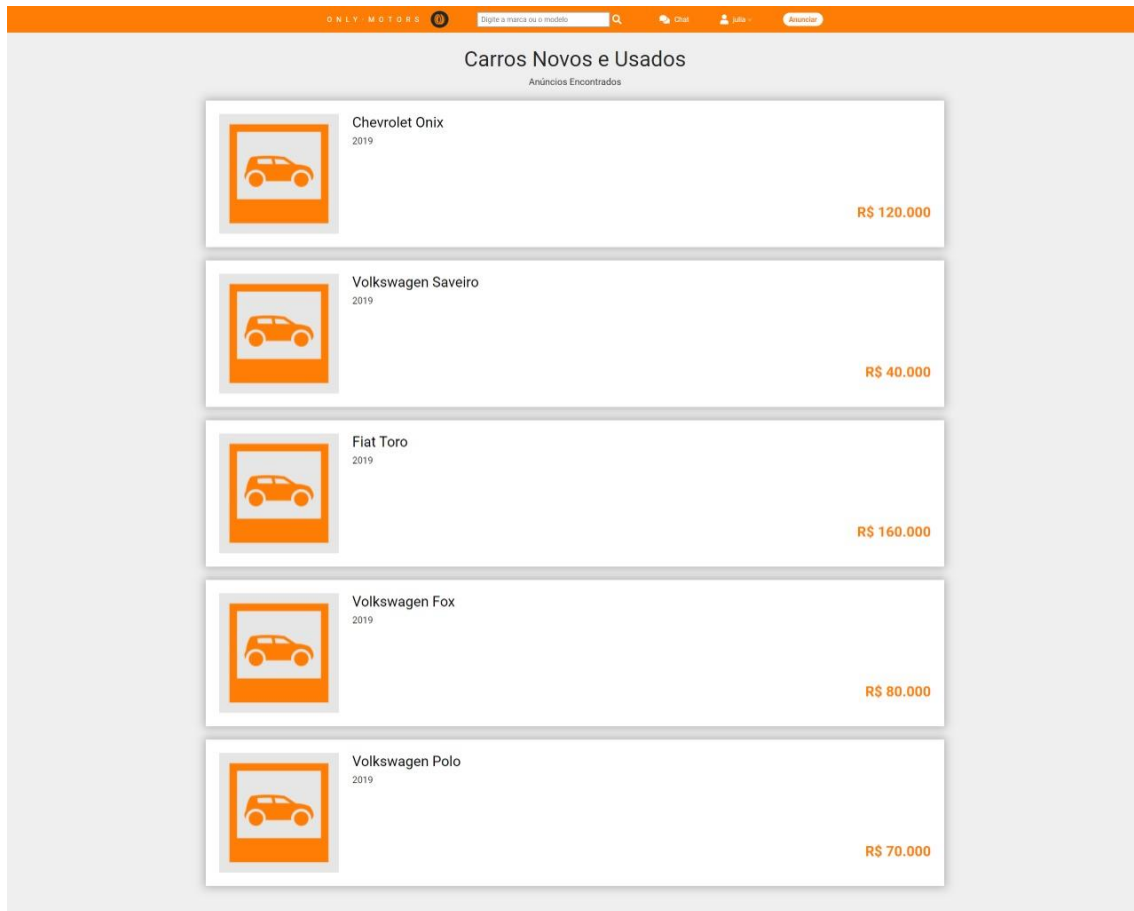 ONLY MOTORS
Digite a marca ou o modelo
Chat
julia
Anunciar
Carros Novos e Usados
Anúncios Encontrados
Chevrolet Onix
2019
R$ 120.000
Volkswagen Saveiro
2019
R$ 40.000
Fiat Toro
2019
R$ 160.000
Volkswagen Fox
2019
R$ 80.000
Volkswagen Polo
2019
R$ 70.000